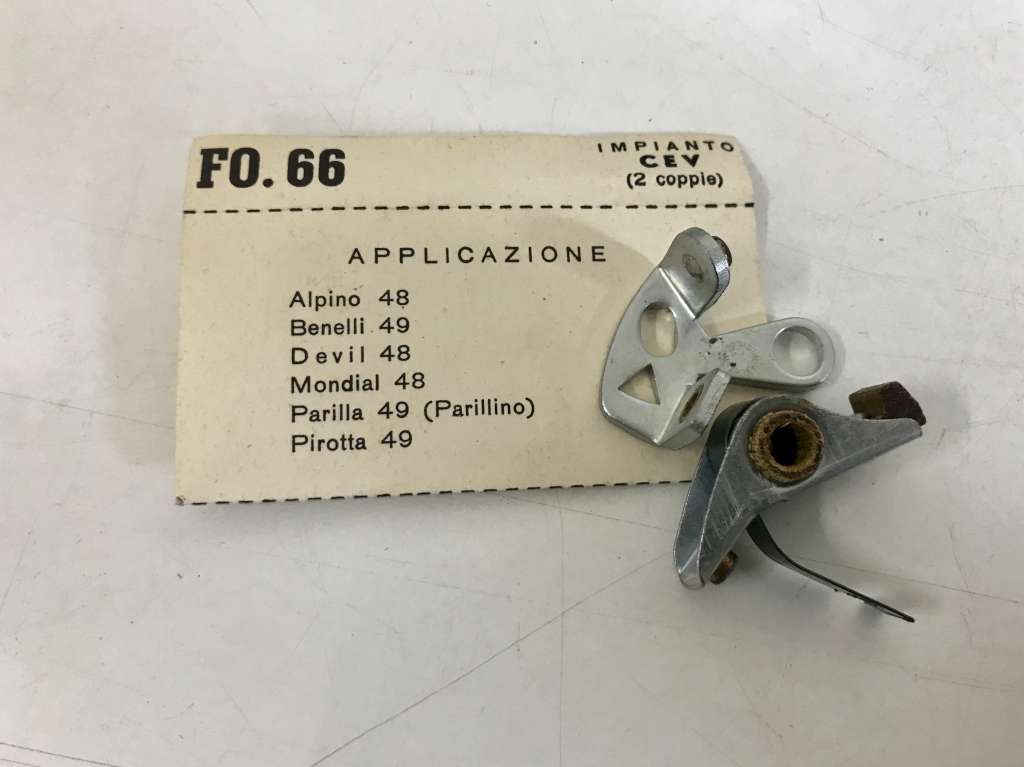 FO. 66
IMPIANTO
CEV
(2 coppie)
APPLICAZIONE
Alpino 48
Benelli 49
Devil 48
Mondial 48
Parilla 49 (Parillino)
Pirotta 49